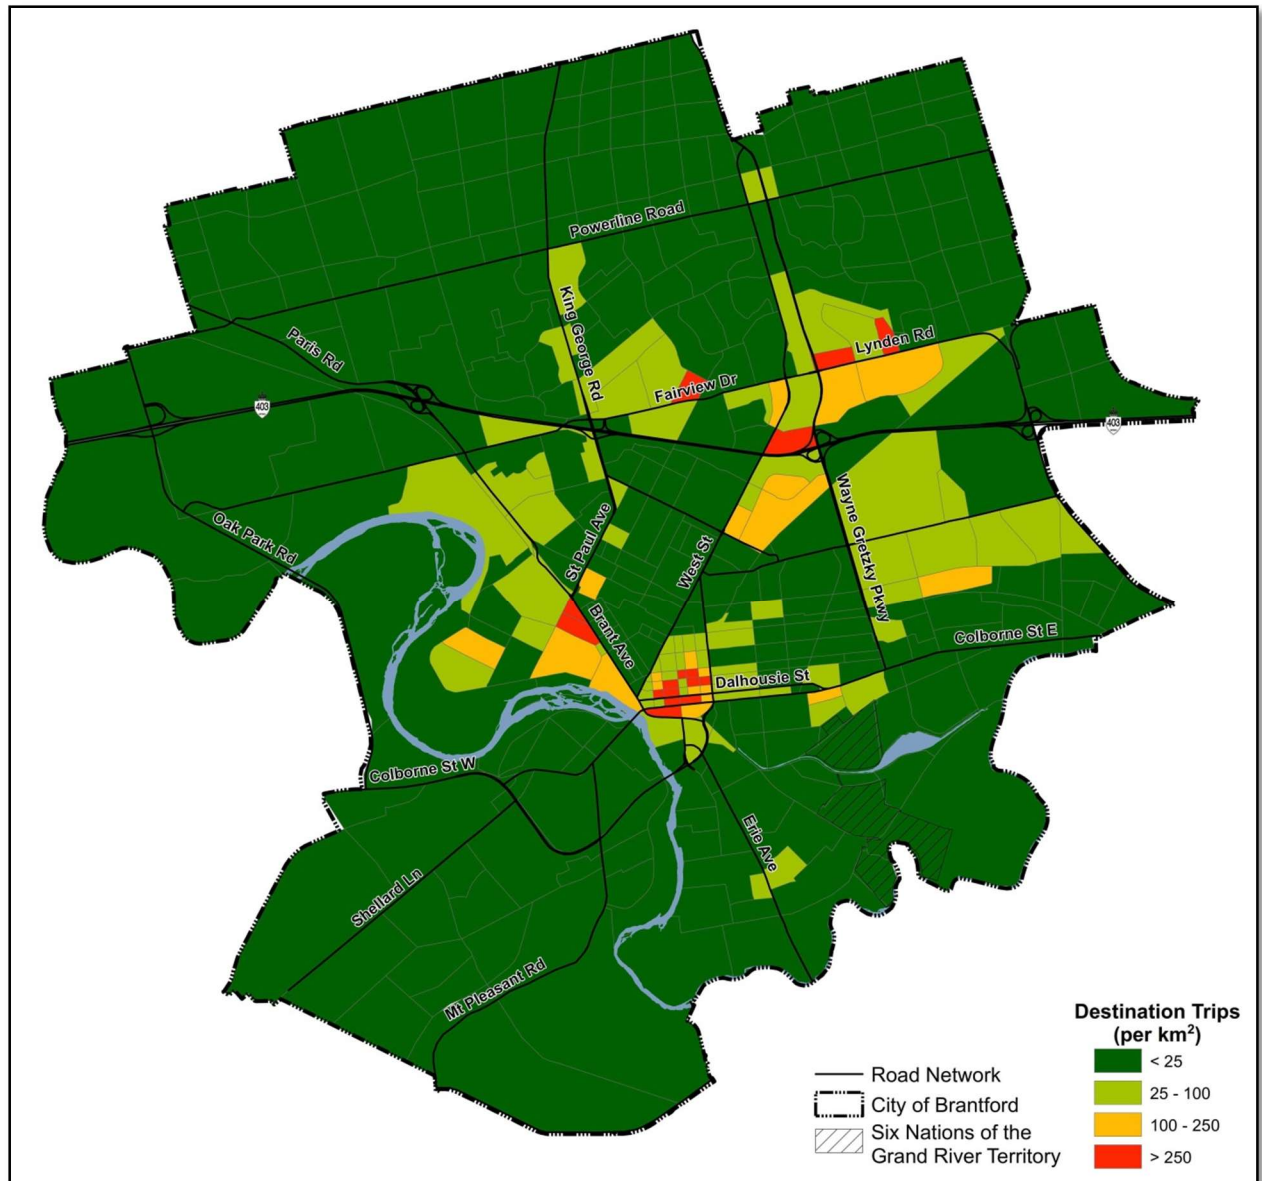 Powerline Road
King George Rd
Paris Rd
Lynden Rd
Fairview Dr
403
403
Oak Park Rd
St Paul Ave
West St
Wayne Gretzky Pkwy
Brant Ave
Colborne St E
Dalhousie St
Colborne St W
Erie Ave
Shellard Ln
Mt Pleasant Rd
Destination Trips
(per km²)
< 25
25 - 100
100 - 250
> 250
Road Network
City of Brantford
Six Nations of the
Grand River Territory